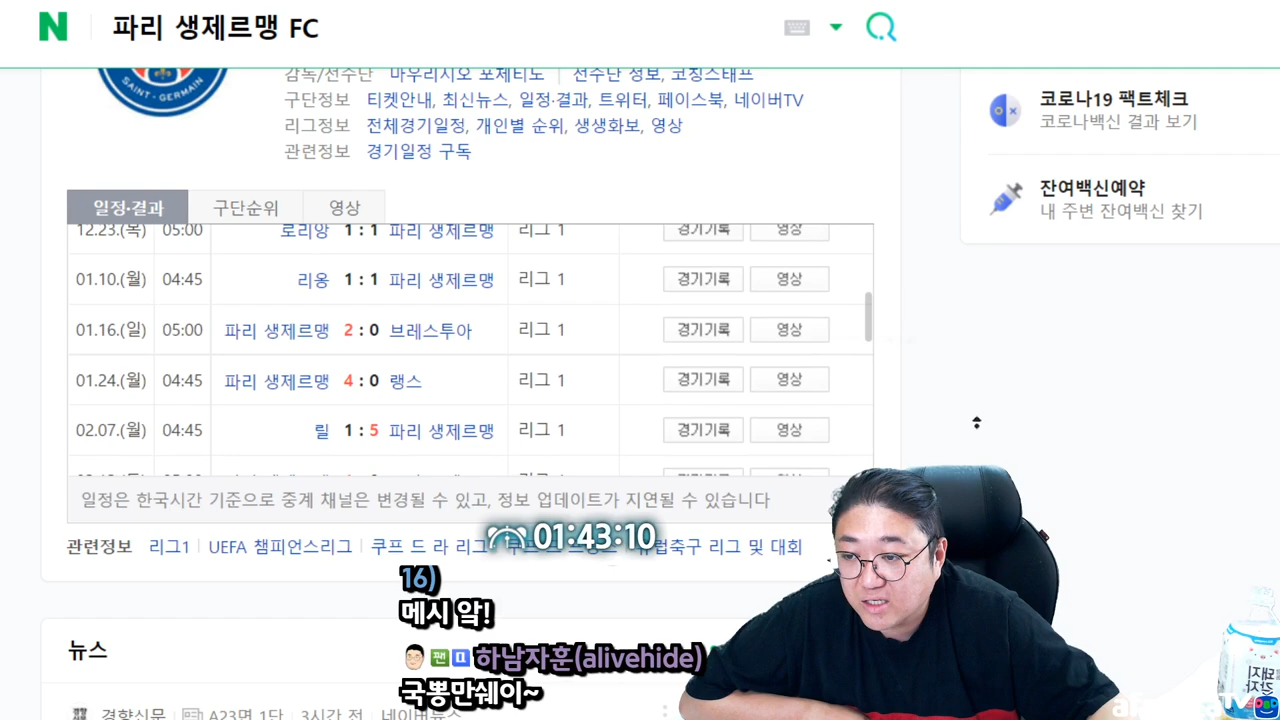 N 파리 생제르맹 FC
SAINT-GERMAIN
감독/선수단 마우리시오 포체티노 | 선수단 정보, 코칭스태프
구단정보 티켓안내, 최신뉴스, 일정·결과, 트위터, 페이스북, 네이버TV
리그정보 전체경기일정, 개인별 순위, 생생화보, 영상
관련정보 경기일정 구독
코로나19 팩트체크
코로나백신 결과 보기
잔여백신예약
내 주변 잔여백신 찾기
일정·결과 구단순위 영상
12.23.(목) 05:00 로리앙 1 : 1 파리 생제르맹 리그 1 경기기록 영상
01.10.(월) 04:45 리옹 1 : 1 파리 생제르맹 리그 1 경기기록 영상
01.16.(일) 05:00 파리 생제르맹 2 : 0 브레스투아 리그 1 경기기록 영상
01.24.(월) 04:45 파리 생제르맹 4 : 0 랭스 리그 1 경기기록 영상
02.07.(월) 04:45 릴 1 : 5 파리 생제르맹 리그 1 경기기록 영상
일정은 한국시간 기준으로 중계 채널은 변경될 수 있고, 정보 업데이트가 지연될 수 있습니다
01:43:10
관련정보 리그1 | UEFA 챔피언스리그 | 쿠프 드 라 리그 리그 및 대회
16)
메시 앜!
팬 하남자훈(alivehide)
국뽕만쉐이~
뉴스
경향신문 A23면 1단 3시간 전 네이버뉴스